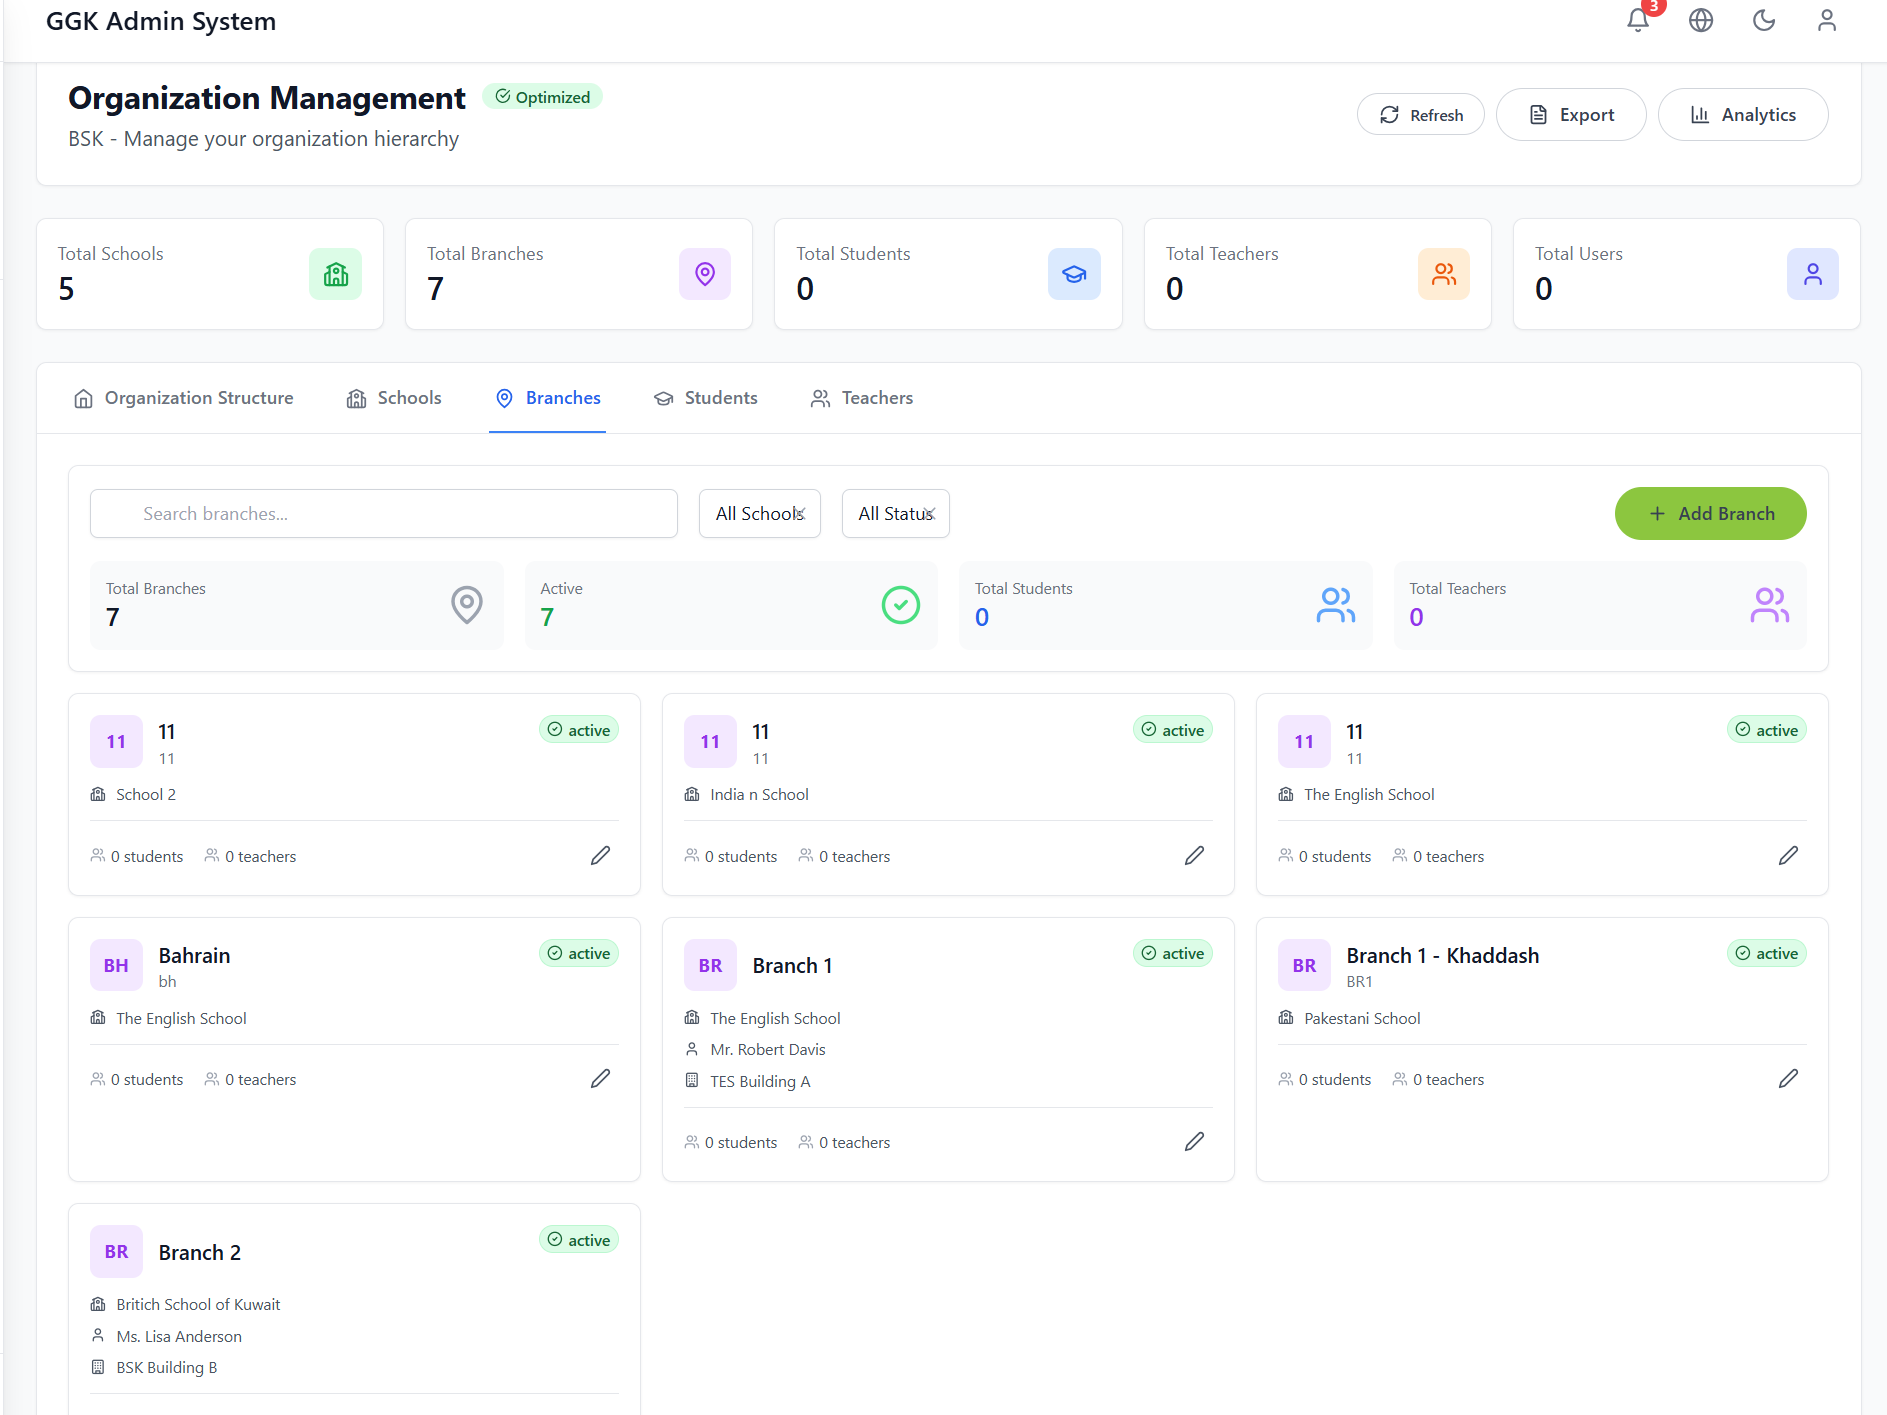 GGK Admin System
3
Organization Management
Optimized
BSK - Manage your organization hierarchy
Refresh
Export
Analytics
Total Schools
5
Total Branches
7
Total Students
0
Total Teachers
0
Total Users
0
Organization Structure
Schools
Branches
Students
Teachers
Search branches...
All Schools
All Status
Add Branch
Total Branches
7
Active
7
Total Students
0
Total Teachers
0
11
11
11
active
School 2
0 students
0 teachers
11
11
11
active
India n School
0 students
0 teachers
11
11
11
active
The English School
0 students
0 teachers
BH
Bahrain
bh
active
The English School
0 students
0 teachers
BR
Branch 1
active
The English School
Mr. Robert Davis
TES Building A
0 students
0 teachers
BR
Branch 1 - Khaddash
BR1
active
Pakestani School
0 students
0 teachers
BR
Branch 2
active
Britich School of Kuwait
Ms. Lisa Anderson
BSK Building B